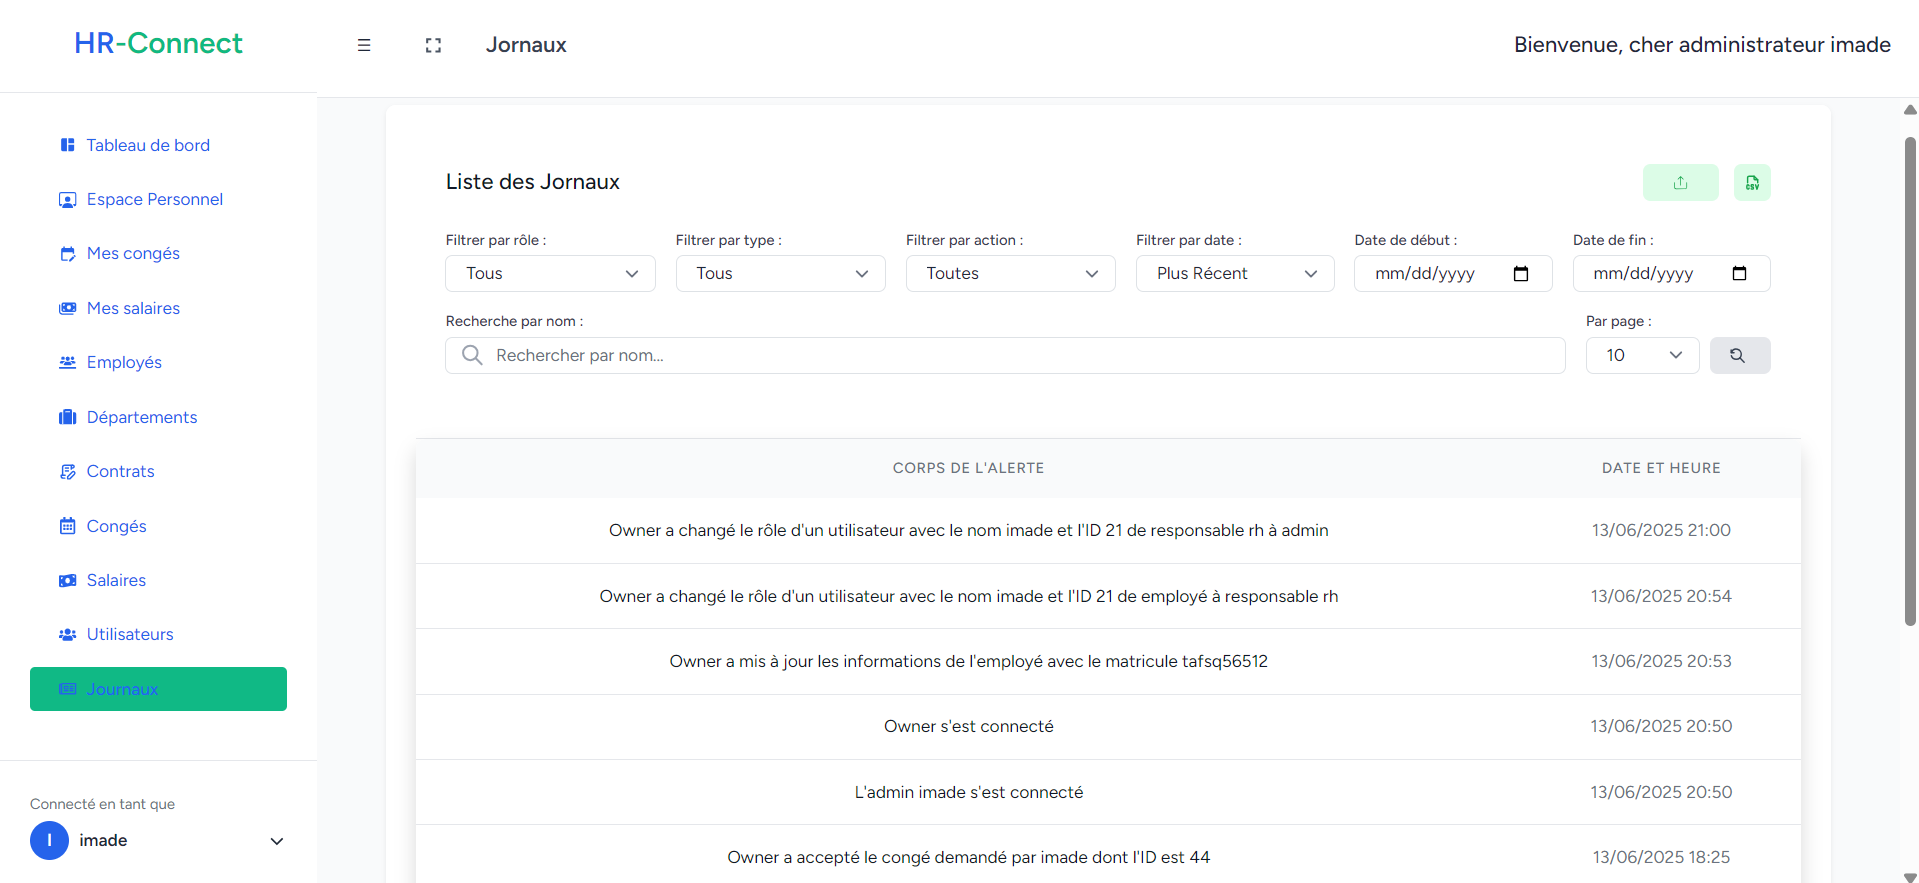 HR-Connect
Jornaux
Bienvenue, cher administrateur imade
Tableau de bord
Espace Personnel
Mes congés
Mes salaires
Employés
Départements
Contrats
Congés
Salaires
Utilisateurs
Journaux
Connecté en tant que
I
imade
Liste des Jornaux
CSV
Filtrer par rôle :
Filtrer par type :
Filtrer par action :
Filtrer par date :
Date de début :
Date de fin :
Tous
Tous
Toutes
Plus Récent
mm/dd/yyyy
mm/dd/yyyy
Recherche par nom :
Par page :
Rechercher par nom...
10
CORPS DE L'ALERTE
DATE ET HEURE
Owner a changé le rôle d'un utilisateur avec le nom imade et l'ID 21 de responsable rh à admin
13/06/2025 21:00
Owner a changé le rôle d'un utilisateur avec le nom imade et l'ID 21 de employé à responsable rh
13/06/2025 20:54
Owner a mis à jour les informations de l'employé avec le matricule tafsq56512
13/06/2025 20:53
Owner s'est connecté
13/06/2025 20:50
L'admin imade s'est connecté
13/06/2025 20:50
Owner a accepté le congé demandé par imade dont l'ID est 44
13/06/2025 18:25